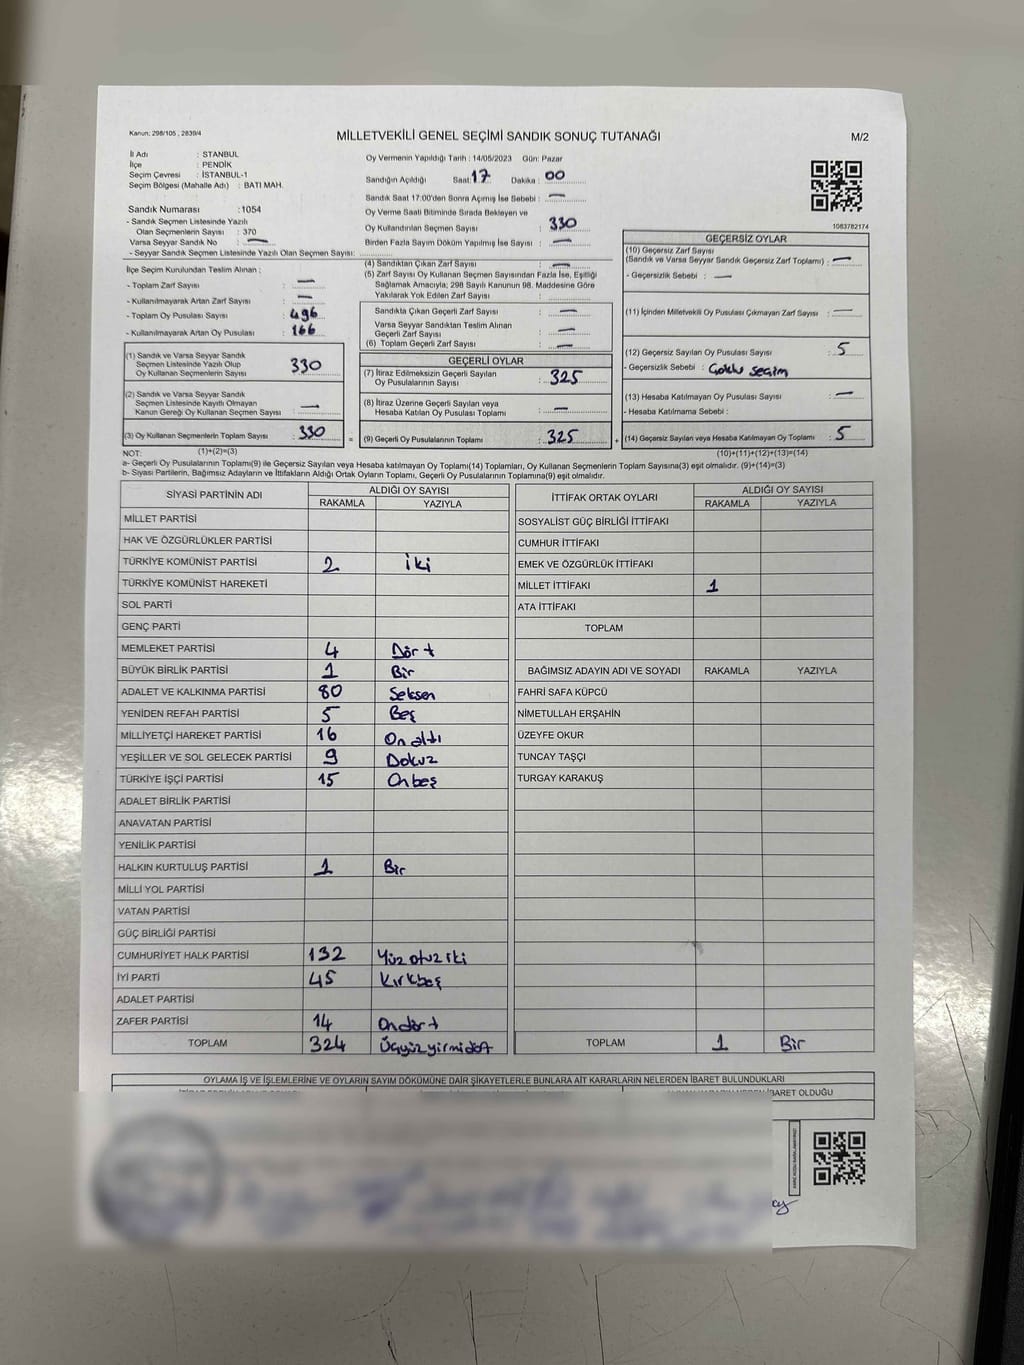 Kanun: 298/105 , 2839/4
MİLLETVEKİLİ GENEL SEÇİMİ SANDIK SONUÇ TUTANAĞI
M/2
İl Adı : STANBUL
İlçe : PENDİK
Seçim Çevresi : İSTANBUL-1
Seçim Bölgesi (Mahalle Adı) : BATI MAH.
Sandık Numarası :1054
- Sandık Seçmen Listesinde Yazılı
Olan Seçmenlerin Sayısı : 370
Varsa Seyyar Sandık No —
- Seyyar Sandık Seçmen Listesinde Yazılı Olan Seçmen Sayısı:
Oy Vermenin Yapıldığı Tarih : 14/05/2023 Gün: Pazar
Sandığın Açıldığı Saat: 17 Dakika : 00
Sandık Saat 17:00'den Sonra Açımış İse Sebebi : —
Oy Verme Saati Bitiminde Sırada Bekleyen ve
Oy Kullandırılan Seçmen Sayısı : 330
Birden Fazla Sayım Döküm Yapılmış İse Sayısı : —
1083782174
İlçe Seçim Kurulundan Teslim Alınan :
- Toplam Zarf Sayısı : —
- Kullanılmayarak Artan Zarf Sayısı : —
- Toplam Oy Pusulası Sayısı : 496
- Kullanılmayarak Artan Oy Pusulası : 166
(4) Sandıktan Çıkan Zarf Sayısı : —
(5) Zarf Sayısı Oy Kullanan Seçmen Sayısından Fazla İse, Eşitliği
Sağlamak Amacıyla; 298 Sayılı Kanunun 98. Maddesine Göre
Yakılarak Yok Edilen Zarf Sayısı :
Sandıkta Çıkan Geçerli Zarf Sayısı : —
Varsa Seyyar Sandıktan Teslim Alınan
Geçerli Zarf Sayısı : —
(6) Toplam Geçerli Zarf Sayısı : —
(1) Sandık ve Varsa Seyyar Sandık
Seçmen Listesinde Yazılı Olup
Oy Kullanan Seçmenlerin Sayısı 330
(2) Sandık ve Varsa Seyyar Sandık
Seçmen Listesinde Kayıtlı Olmayan
Kanun Gereği Oy Kullanan Seçmen Sayısı : —
(3) Oy Kullanan Seçmenlerin Toplam Sayısı : 330
GEÇERLİ OYLAR
(7) İtiraz Edilmeksizin Geçerli Sayılan
Oy Pusulalarının Sayısı : 325
(8) İtiraz Üzerine Geçerli Sayılan veya
Hesaba Katılan Oy Pusulası Toplamı : —
= (9) Geçerli Oy Pusulalarının Toplamı : 325 +
GEÇERSİZ OYLAR
(10) Geçersiz Zarf Sayısı
(Sandık ve Varsa Seyyar Sandık Geçersiz Zarf Toplamı) : —
- Geçersizlik Sebebi : —
(11) İçinden Milletvekili Oy Pusulası Çıkmayan Zarf Sayısı : —
(12) Geçersiz Sayılan Oy Pusulası Sayısı : 5
- Geçersizlik Sebebi : Çoklu seçim
(13) Hesaba Katılmayan Oy Pusulası Sayısı : —
- Hesaba Katılmama Sebebi :
(14) Geçersiz Sayılan veya Hesaba Katılmayan Oy Toplamı : 5
NOT: (1)+(2)=(3)
(10)+(11)+(12)+(13)=(14)
a- Geçerli Oy Pusulalarının Toplamı(9) ile Geçersiz Sayılan veya Hesaba katılmayan Oy Toplamı(14) Toplamları, Oy Kullanan Seçmenlerin Toplam Sayısına(3) eşit olmalıdır. (9)+(14)=(3)
b- Siyasi Partilerin, Bağımsız Adayların ve İttifakların Aldığı Ortak Oyların Toplamı, Geçerli Oy Pusulalarının Toplamına(9) eşit olmalıdır.
SİYASİ PARTİNİN ADI ALDIĞI OY SAYISI
RAKAMLA YAZIYLA
MİLLET PARTİSİ
HAK VE ÖZGÜRLÜKLER PARTİSİ
TÜRKİYE KOMÜNİST PARTİSİ 2 iki
TÜRKİYE KOMÜNİST HAREKETİ
SOL PARTİ
GENÇ PARTİ
MEMLEKET PARTİSİ 4 Dört
BÜYÜK BİRLİK PARTİSİ 1 Bir
ADALET VE KALKINMA PARTİSİ 80 Seksen
YENİDEN REFAH PARTİSİ 5 Beş
MİLLİYETÇİ HAREKET PARTİSİ 16 Onaltı
YEŞİLLER VE SOL GELECEK PARTİSİ 9 Dokuz
TÜRKİYE İŞÇİ PARTİSİ 15 Onbeş
ADALET BİRLİK PARTİSİ
ANAVATAN PARTİSİ
YENİLİK PARTİSİ
HALKIN KURTULUŞ PARTİSİ 1 Bir
MİLLİ YOL PARTİSİ
VATAN PARTİSİ
GÜÇ BİRLİĞİ PARTİSİ
CUMHURİYET HALK PARTİSİ 132 Yüz otuz iki
İYİ PARTİ 45 Kırkbeş
ADALET PARTİSİ
ZAFER PARTİSİ 14 Ondört
TOPLAM 324 Üçyüzyirmidört
İTTİFAK ORTAK OYLARI ALDIĞI OY SAYISI
RAKAMLA YAZIYLA
SOSYALİST GÜÇ BİRLİĞİ İTTİFAKI
CUMHUR İTTİFAKI
EMEK VE ÖZGÜRLÜK İTTİFAKI
MİLLET İTTİFAKI 1
ATA İTTİFAKI
TOPLAM
BAĞIMSIZ ADAYIN ADI VE SOYADI RAKAMLA YAZIYLA
FAHRİ SAFA KÜPCÜ
NİMETULLAH ERŞAHİN
ÜZEYFE OKUR
TUNCAY TAŞÇI
TURGAY KARAKUŞ
TOPLAM 1 Bir
OYLAMA İŞ VE İŞLEMLERİNE VE OYLARIN SAYIM DÖKÜMÜNE DAİR ŞİKAYETLERLE BUNLARA AİT KARARLARIN NELERDEN İBARET BULUNDUKLARI
İBARET OLDUĞU